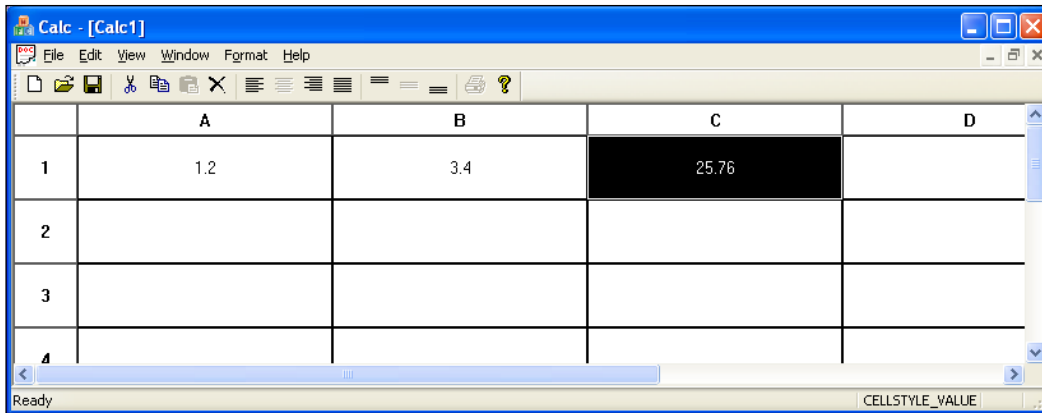 Calc - [Calc1]
DOC File Edit View Window Format Help
A B C D
1 1.2 3.4 25.76
2
3
4
Ready CELLSTYLE_VALUE